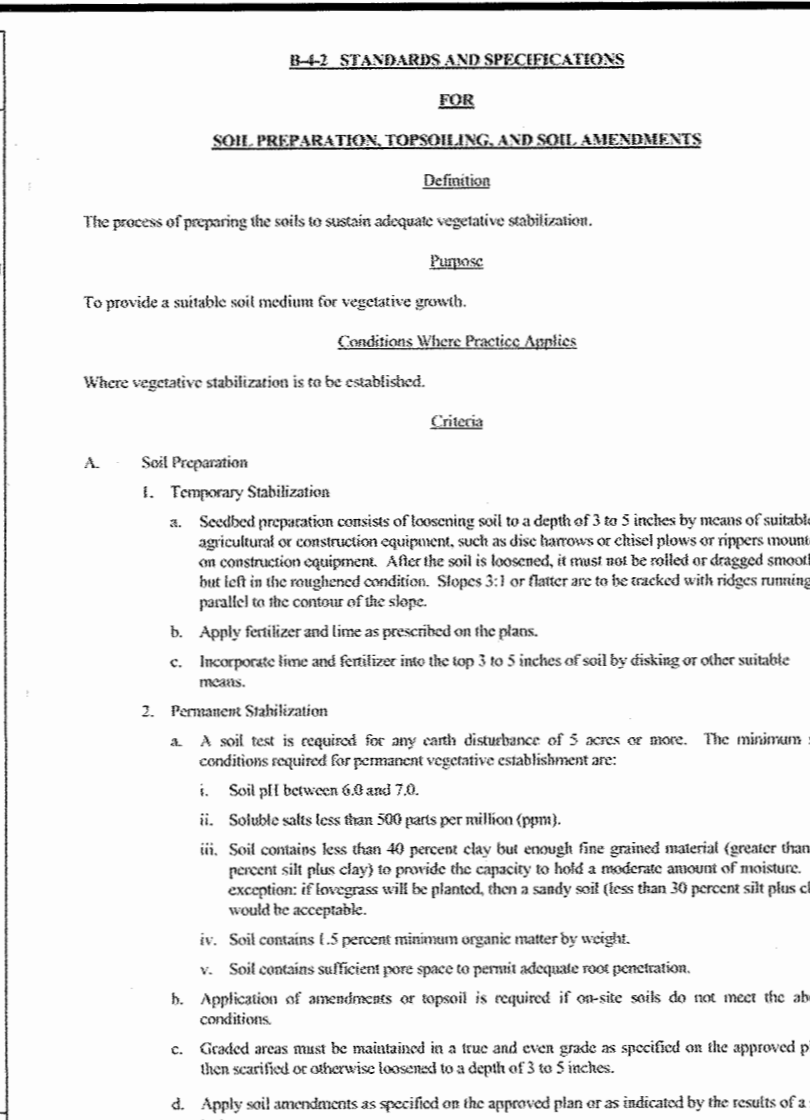 B-4-2 STANDARDS AND SPECIFICATIONS
FOR
SOIL PREPARATION, TOPSOILING, AND SOIL AMENDMENTS
Definition
The process of preparing the soils to sustain adequate vegetative stabilization.
Purpose
To provide a suitable soil medium for vegetative growth.
Conditions Where Practice Applies
Where vegetative stabilization is to be established.
Criteria
A. Soil Preparation
1. Temporary Stabilization
a. Seedbed preparation consists of loosening soil to a depth of 3 to 5 inches by means of suitable
agricultural or construction equipment, such as disc harrows or chisel plows or rippers mount
on construction equipment. After the soil is loosened, it must not be rolled or dragged smooth
but left in the roughened condition. Slopes 3:1 or flatter are to be tracked with ridges running
parallel to the contour of the slope.
b. Apply fertilizer and lime as prescribed on the plans.
c. Incorporate lime and fertilizer into the top 3 to 5 inches of soil by disking or other suitable
means.
2. Permanent Stabilization
a. A soil test is required for any earth disturbance of 5 acres or more. The minimum
conditions required for permanent vegetative establishment are:
i. Soil pH between 6.0 and 7.0.
ii. Soluble salts less than 500 parts per million (ppm).
iii. Soil contains less than 40 percent clay but enough fine grained material (greater than
percent silt plus clay) to provide the capacity to hold a moderate amount of moisture.
exception: if lovegrass will be planted, then a sandy soil (less than 30 percent silt plus cl
would be acceptable.
iv. Soil contains 1.5 percent minimum organic matter by weight.
v. Soil contains sufficient pore space to permit adequate root penetration.
b. Application of amendments or topsoil is required if on-site soils do not meet the ab
conditions.
c. Graded areas must be maintained in a true and even grade as specified on the approved p
then scarified or otherwise loosened to a depth of 3 to 5 inches.
d. Apply soil amendments as specified on the approved plan or as indicated by the results of a